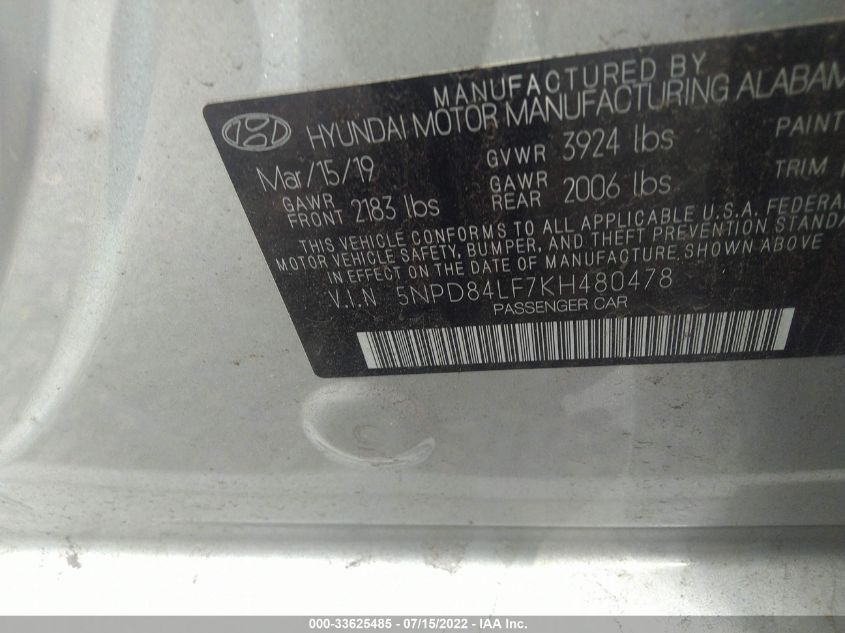 MANUFACTURED BY
HYUNDAI MOTOR MANUFACTURING ALABAM
Mar/15/19 GVWR 3924 lbs PAINT
GAWR FRONT 2183 lbs GAWR REAR 2006 lbs TRIM
THIS VEHICLE CONFORMS TO ALL APPLICABLE U.S.A. FEDERA
MOTOR VEHICLE SAFETY, BUMPER, AND THEFT PREVENTION STANDA
IN EFFECT ON THE DATE OF MANUFACTURE SHOWN ABOVE
V.I.N 5NPD84LF7KH480478
PASSENGER CAR
000-33625485 - 07/15/2022 - IAA Inc.